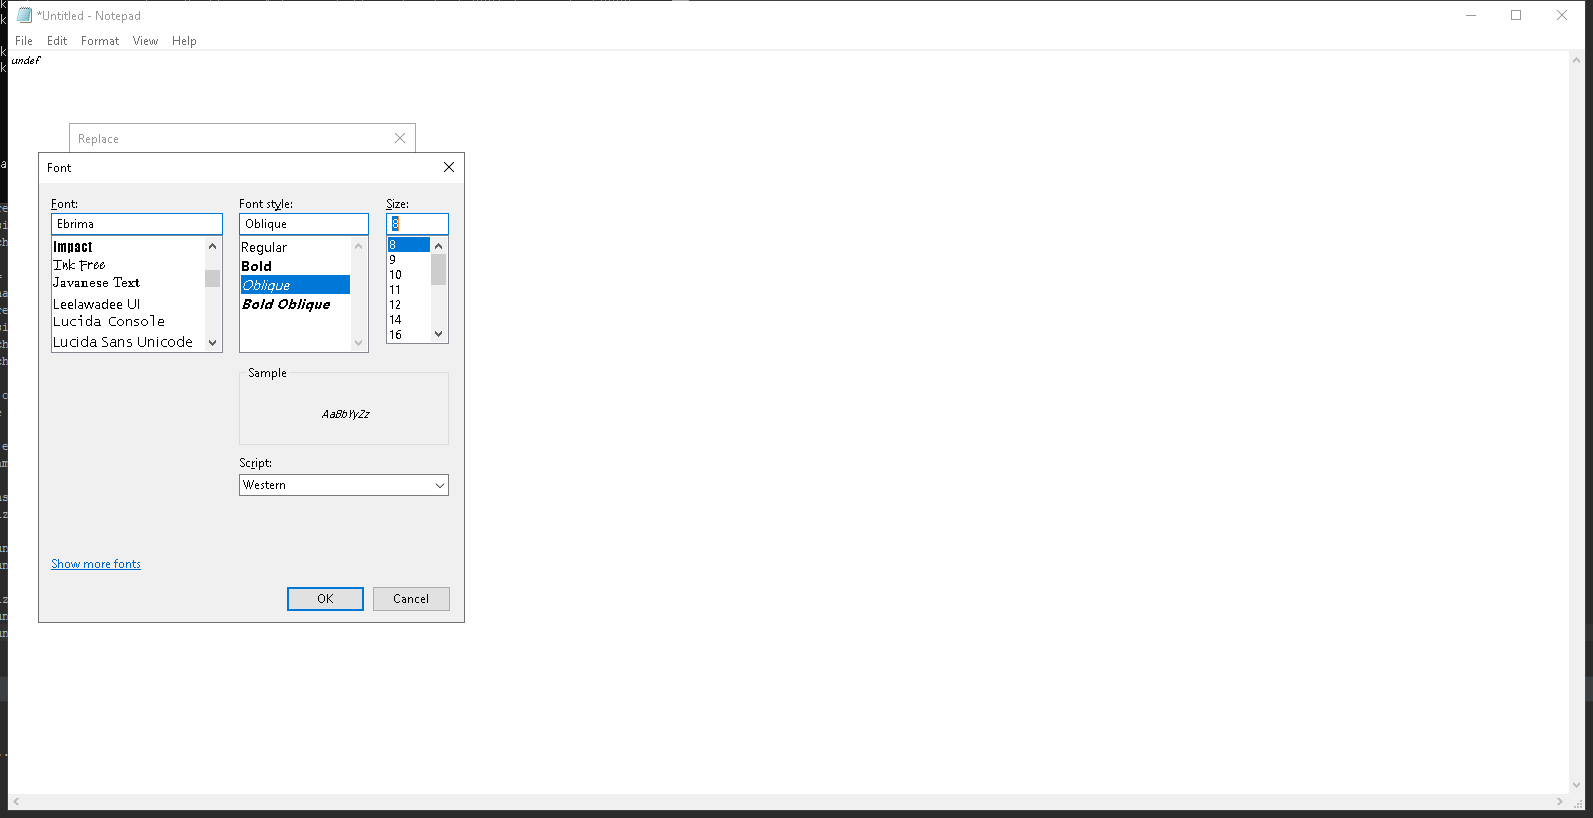 *Untitled - Notepad
File Edit Format View Help
undef
Replace
Font
Font: Font style: Size:
Ebrima Oblique 8
Impact
Ink Free
Javanese Text
Leelawadee UI
Lucida Console
Lucida Sans Unicode
Regular
Bold
Oblique
Bold Oblique
8
9
10
11
12
14
16
Sample
AaBbYyZz
Script:
Western
Show more fonts
OK Cancel